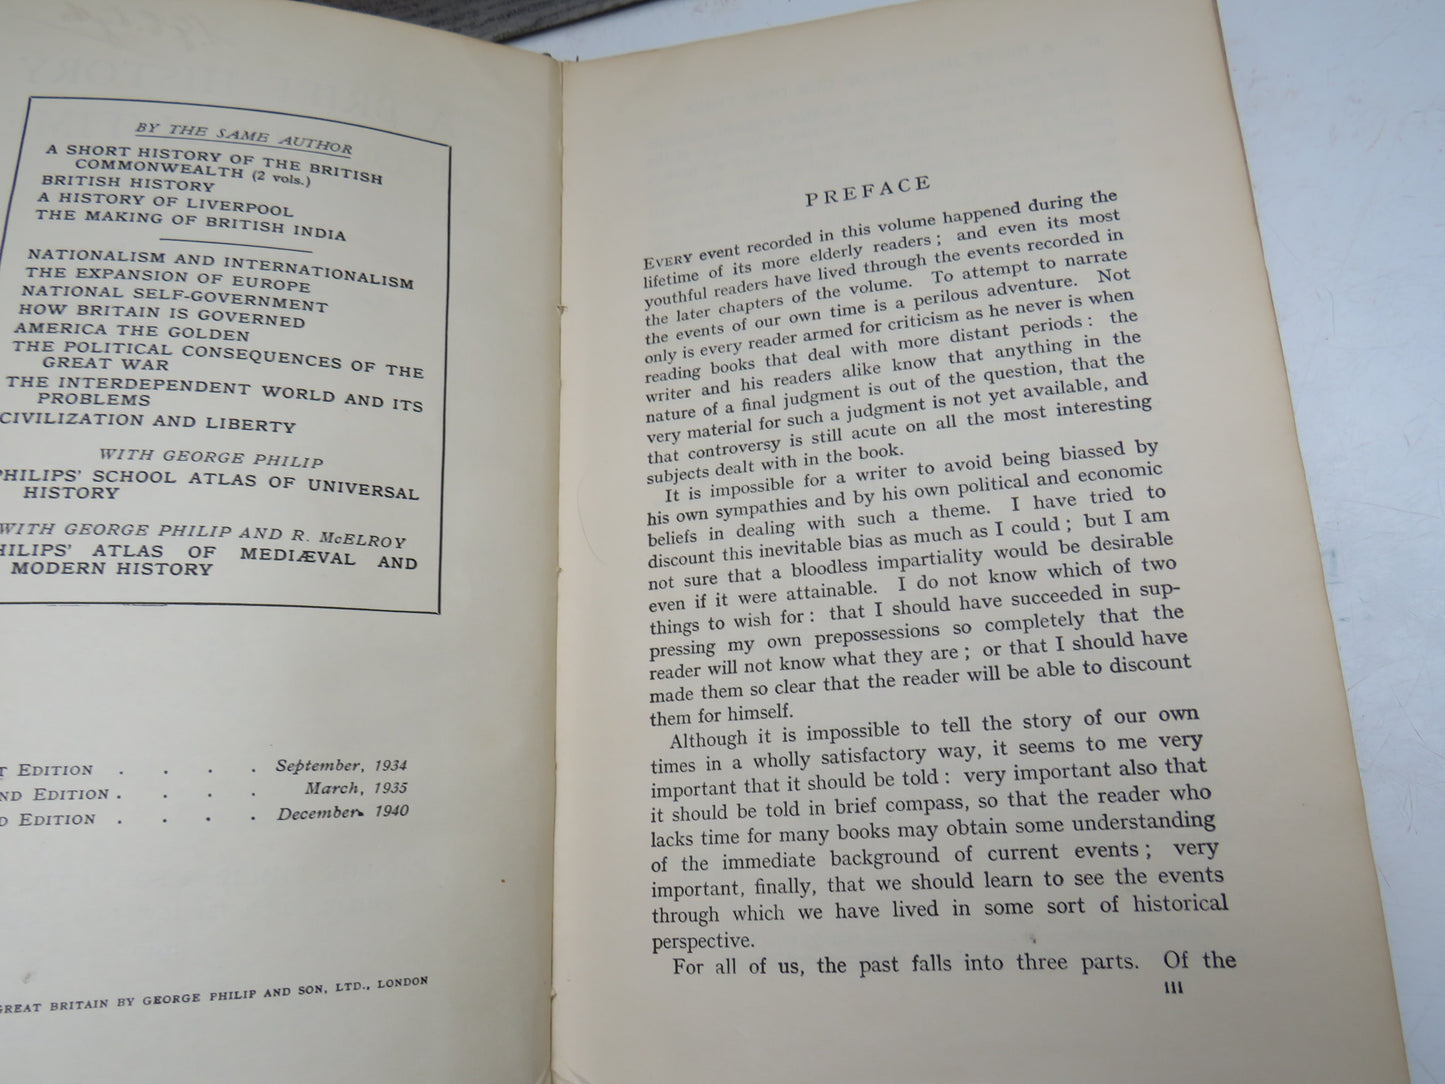 BY THE SAME AUTHOR
A SHORT HISTORY OF THE BRITISH
COMMONWEALTH (2 vols.)
BRITISH HISTORY
A HISTORY OF LIVERPOOL
THE MAKING OF BRITISH INDIA
NATIONALISM AND INTERNATIONALISM
THE EXPANSION OF EUROPE
NATIONAL SELF-GOVERNMENT
HOW BRITAIN IS GOVERNED
AMERICA THE GOLDEN
THE POLITICAL CONSEQUENCES OF THE
GREAT WAR
THE INTERDEPENDENT WORLD AND ITS
PROBLEMS
CIVILIZATION AND LIBERTY
WITH GEORGE PHILIP
PHILIPS' SCHOOL ATLAS OF UNIVERSAL
HISTORY
WITH GEORGE PHILIP AND R. McELROY
HILIPS' ATLAS OF MEDIÆVAL AND
MODERN HISTORY
T EDITION . . . . September, 1934
ND EDITION . . . . March, 1935
D EDITION . . . . December, 1940
GREAT BRITAIN BY GEORGE PHILIP AND SON, LTD., LONDON
PREFACE
EVERY event recorded in this volume happened during the
lifetime of its more elderly readers; and even its most
youthful readers have lived through the events recorded in
the later chapters of the volume. To attempt to narrate
the events of our own time is a perilous adventure. Not
only is every reader armed for criticism as he never is when
reading books that deal with more distant periods: the
writer and his readers alike know that anything in the
nature of a final judgment is out of the question, that the
very material for such a judgment is not yet available, and
that controversy is still acute on all the most interesting
subjects dealt with in the book.
It is impossible for a writer to avoid being biassed by
his own sympathies and by his own political and economic
beliefs in dealing with such a theme. I have tried to
discount this inevitable bias as much as I could; but I am
not sure that a bloodless impartiality would be desirable
even if it were attainable. I do not know which of two
things to wish for: that I should have succeeded in sup-
pressing my own prepossessions so completely that the
reader will not know what they are; or that I should have
made them so clear that the reader will be able to discount
them for himself.
Although it is impossible to tell the story of our own
times in a wholly satisfactory way, it seems to me very
important that it should be told: very important also that
it should be told in brief compass, so that the reader who
lacks time for many books may obtain some understanding
of the immediate background of current events; very
important, finally, that we should learn to see the events
through which we have lived in some sort of historical
perspective.
For all of us, the past falls into three parts. Of the
iii